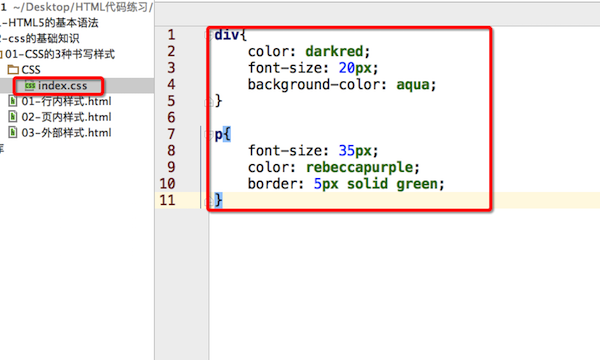 1 ~/Desktop/HTML代码练习/
-HTML5的基本语法
-css的基础知识
01-CSS的3种书写样式
CSS
index.css
01-行内样式.html
02-页内样式.html
03-外部样式.html
库
1 div{
2 color: darkred;
3 font-size: 20px;
4 background-color: aqua;
5 }
6
7 p{
8 font-size: 35px;
9 color: rebeccapurple;
10 border: 5px solid green;
11 }